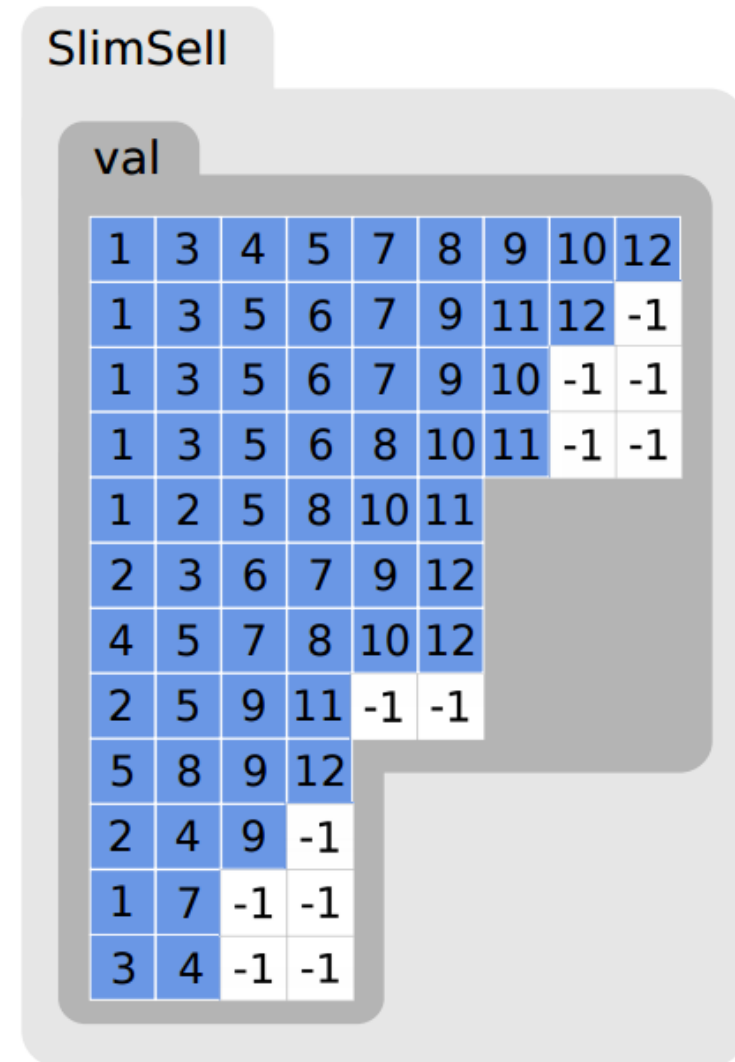 SlimSell
val
1 3 4 5 7 8 9 10 12
1 3 5 6 7 9 11 12 -1
1 3 5 6 7 9 10 -1 -1
1 3 5 6 8 10 11 -1 -1
1 2 5 8 10 11
2 3 6 7 9 12
4 5 7 8 10 12
2 5 9 11 -1 -1
5 8 9 12
2 4 9 -1
1 7 -1 -1
3 4 -1 -1